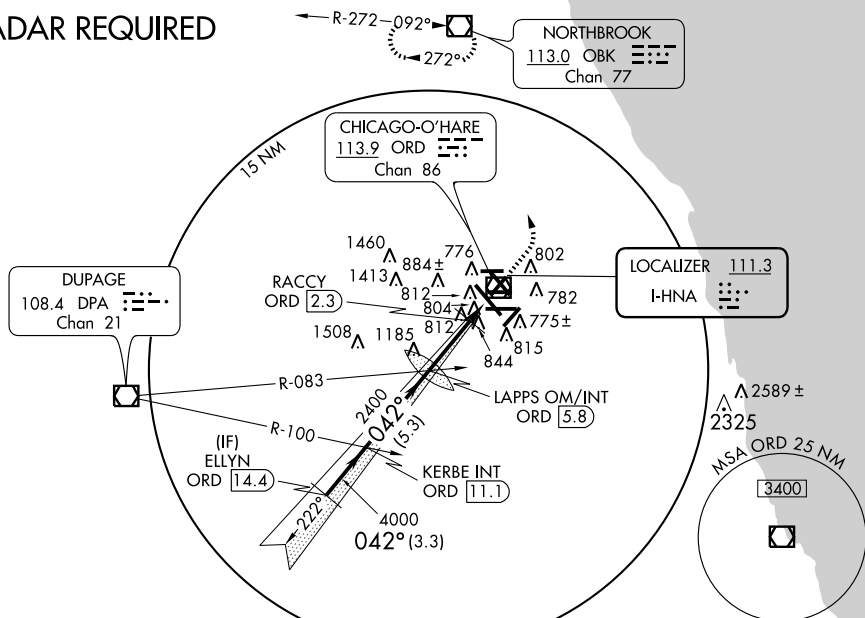 ADAR REQUIRED
R-272
092°
272°
NORTHBROOK
113.0 OBK
Chan 77
15 NM
CHICAGO-O'HARE
113.9 ORD
Chan 86
1460
884±
776
802
1413
RACCY
ORD 2.3
812
804
812
782
775±
815
844
1508
1185
LOCALIZER 111.3
I-HNA
DUPAGE
108.4 DPA
Chan 21
R-083
R-100
2400
042°
(5.3)
LAPPS OM/INT
ORD 5.8
(IF)
ELLYN
ORD 14.4
KERBE INT
ORD 11.1
222°
4000
042° (3.3)
2589±
2325
MSA ORD 25 NM
3400